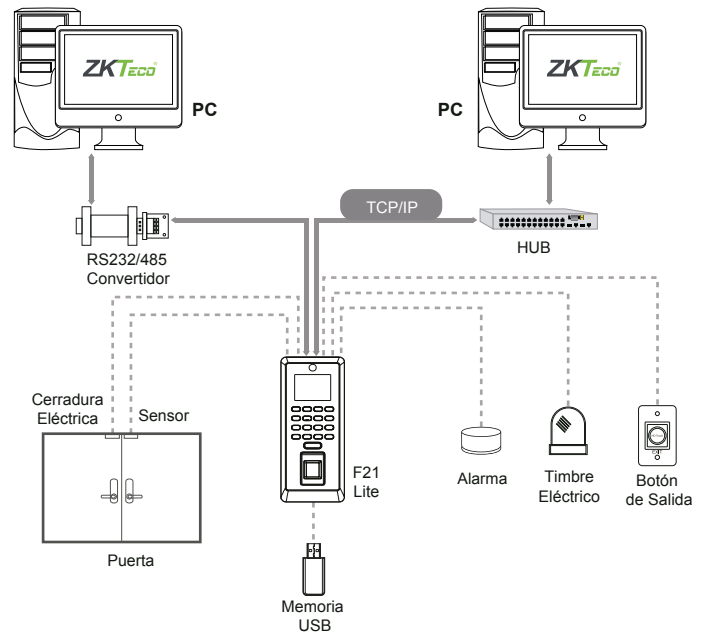 ZKTeco
ZKTeco
PC
PC
TCP/IP
RS232/485
Convertidor
HUB
Cerradura
Eléctrica
Sensor
F21
Lite
Alarma
Timbre
Eléctrico
EXIT
Botón
de Salida
Puerta
Memoria
USB